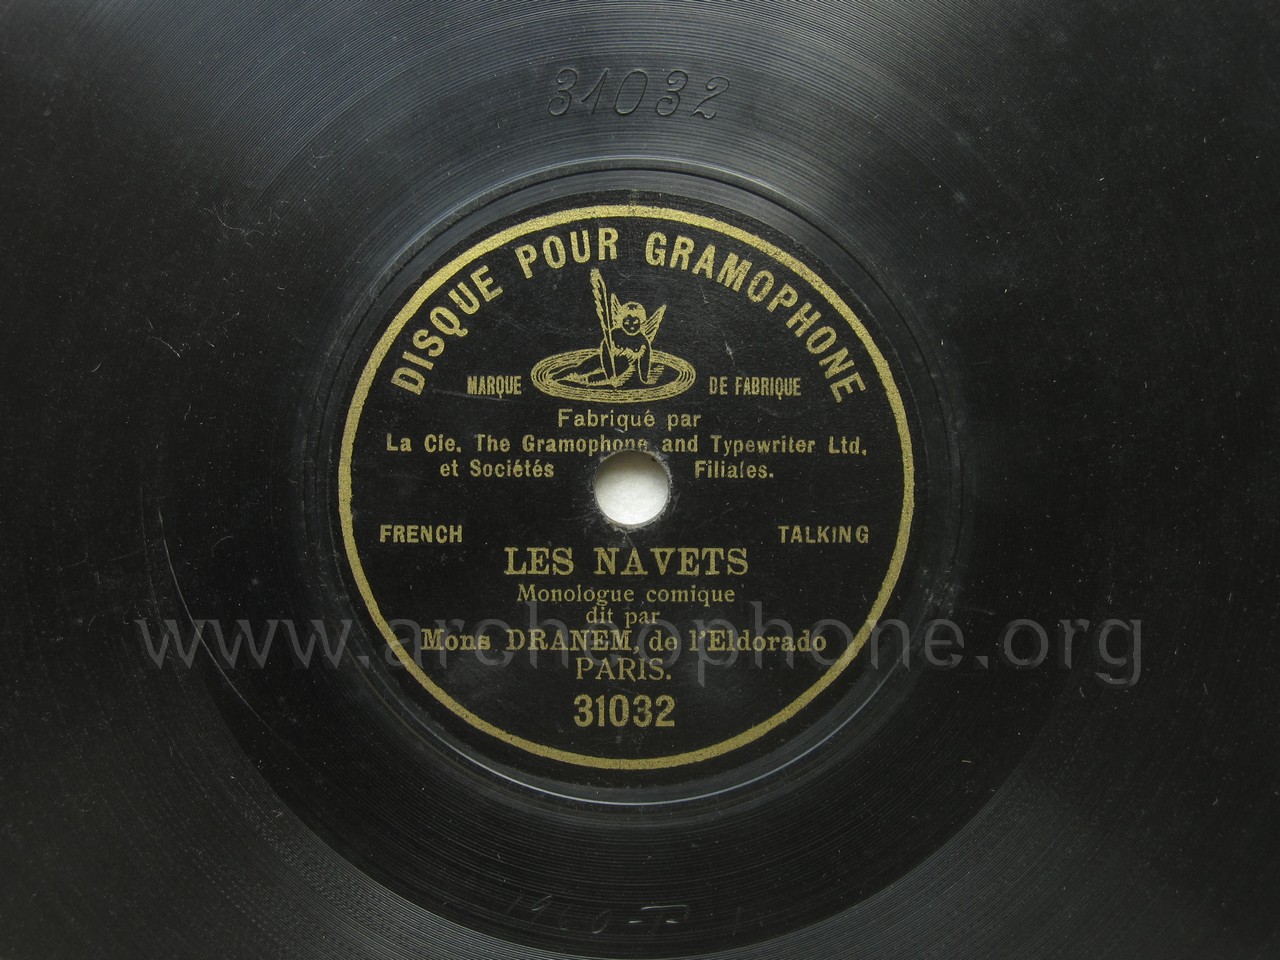 31032
DISQUE POUR GRAMOPHONE
MARQUE DE FABRIQUE
Fabriqué par
La Cie. The Gramophone and Typewriter Ltd.
et Sociétés Filiales.
FRENCH TALKING
LES NAVETS
Monologue comique
dit par
www.archeophone.org
Mons DRANEM, de l'Eldorado
PARIS.
31032